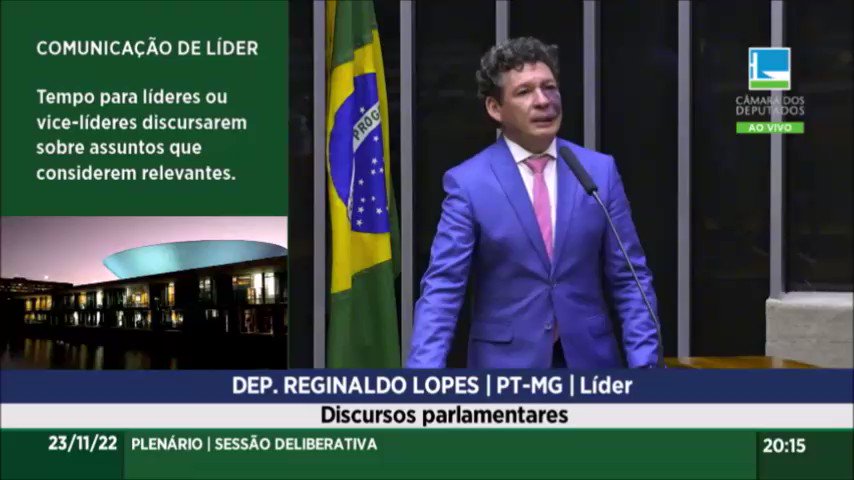 COMUNICAÇÃO DE LÍDER
Tempo para líderes ou
vice-líderes discursarem
sobre assuntos que
considerem relevantes.
PROG
CÂMARA DOS
DEPUTADOS
AO VIVO
DEP. REGINALDO LOPES | PT-MG | Líder
Discursos parlamentares
23/11/22 PLENÁRIO | SESSÃO DELIBERATIVA 20:15